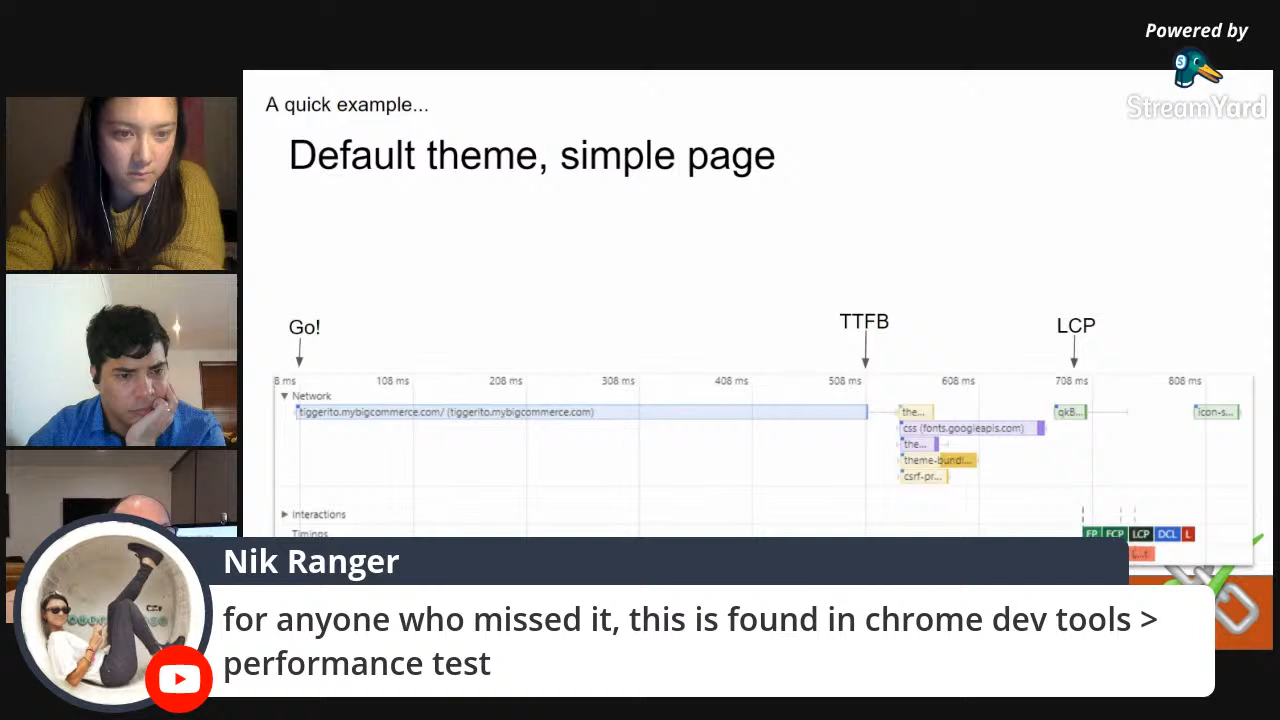 Powered by
StreamYard
A quick example...
Default theme, simple page
Go!
TTFB
LCP
8 ms 108 ms 208 ms 308 ms 408 ms 508 ms 608 ms 708 ms 808 ms
Network
tiggerito.mybigcommerce.com/ (tiggerito.mybigcommerce.com) the... qkB... icon-s...
css (fonts.googleapis.com)
the...
theme-bundl...
csrf-pr...
Interactions
Timings
FP FCP LCP DCL L
Nik Ranger
for anyone who missed it, this is found in chrome dev tools >
performance test